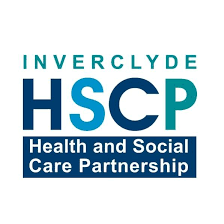 INVERCLYDE
HSCP
Health and Social
Care Partnership